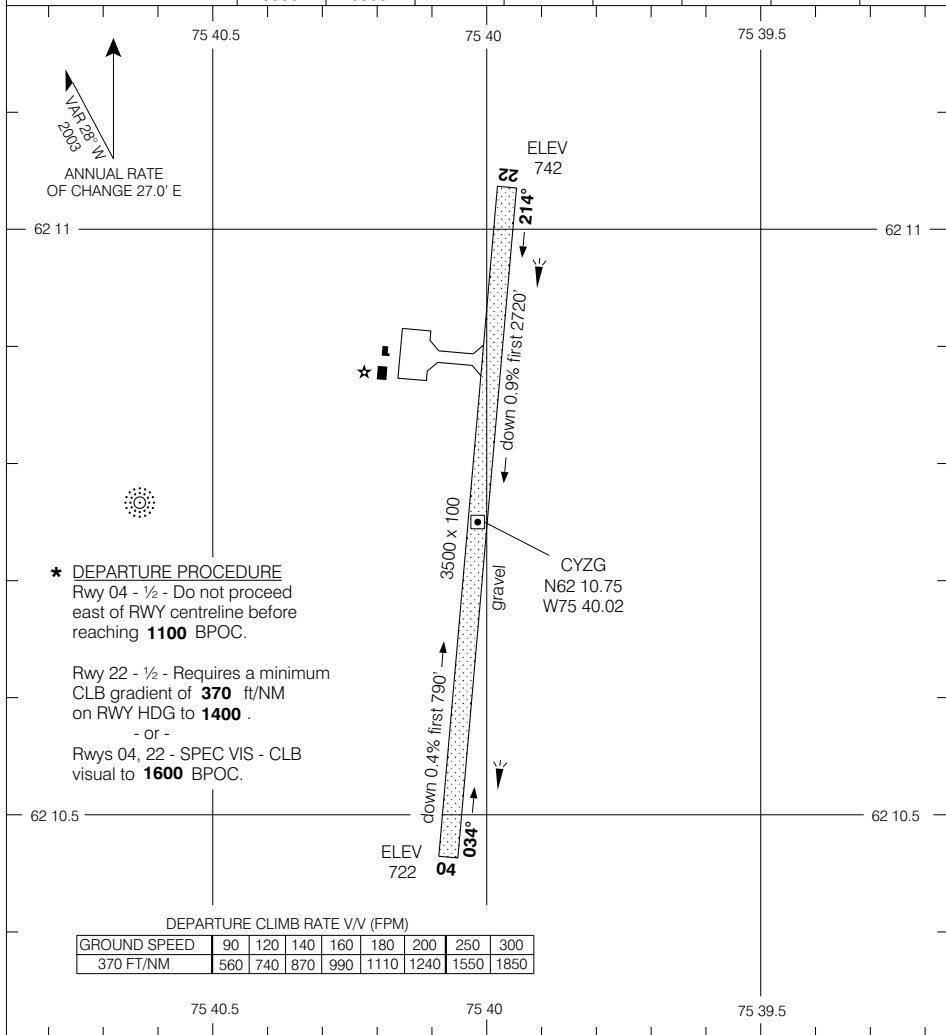 75 40.5
75 40
75 39.5
VAR 28° W
2003
ANNUAL RATE
OF CHANGE 27.0' E
ELEV
742
22
214°
62 11
62 11
down 0.9% first 2720'
3500 x 100
gravel
CYZG
N62 10.75
W75 40.02
* DEPARTURE PROCEDURE
Rwy 04 - ½ - Do not proceed
east of RWY centreline before
reaching 1100 BPOC.
Rwy 22 - ½ - Requires a minimum
CLB gradient of 370 ft/NM
on RWY HDG to 1400 .
- or -
Rwys 04, 22 - SPEC VIS - CLB
visual to 1600 BPOC.
down 0.4% first 790'
62 10.5
62 10.5
034°
ELEV
722
04
DEPARTURE CLIMB RATE V/V (FPM)
GROUND SPEED 90 120 140 160 180 200 250 300
370 FT/NM 560 740 870 990 1110 1240 1550 1850
75 40.5
75 40
75 39.5